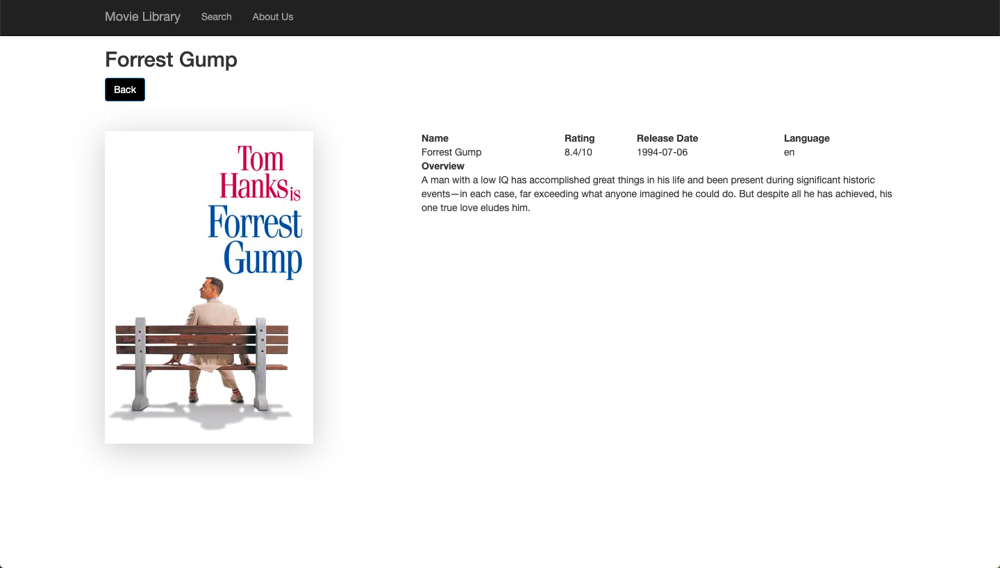 Movie Library Search About Us
Forrest Gump
Back
Tom
Hanks is
Forrest
Gump
Name Rating Release Date Language
Forrest Gump 8.4/10 1994-07-06 en
Overview
A man with a low IQ has accomplished great things in his life and been present during significant historic
events—in each case, far exceeding what anyone imagined he could do. But despite all he has achieved, his
one true love eludes him.